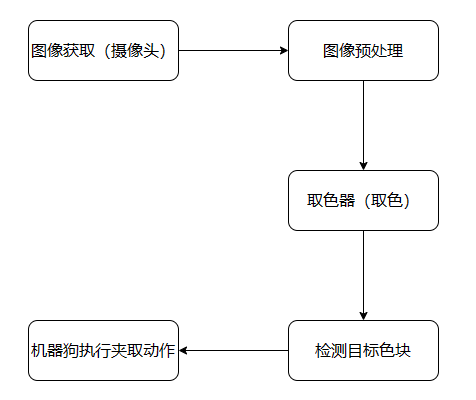 图像获取（摄像头）
图像预处理
取色器（取色）
检测目标色块
机器狗执行夹取动作